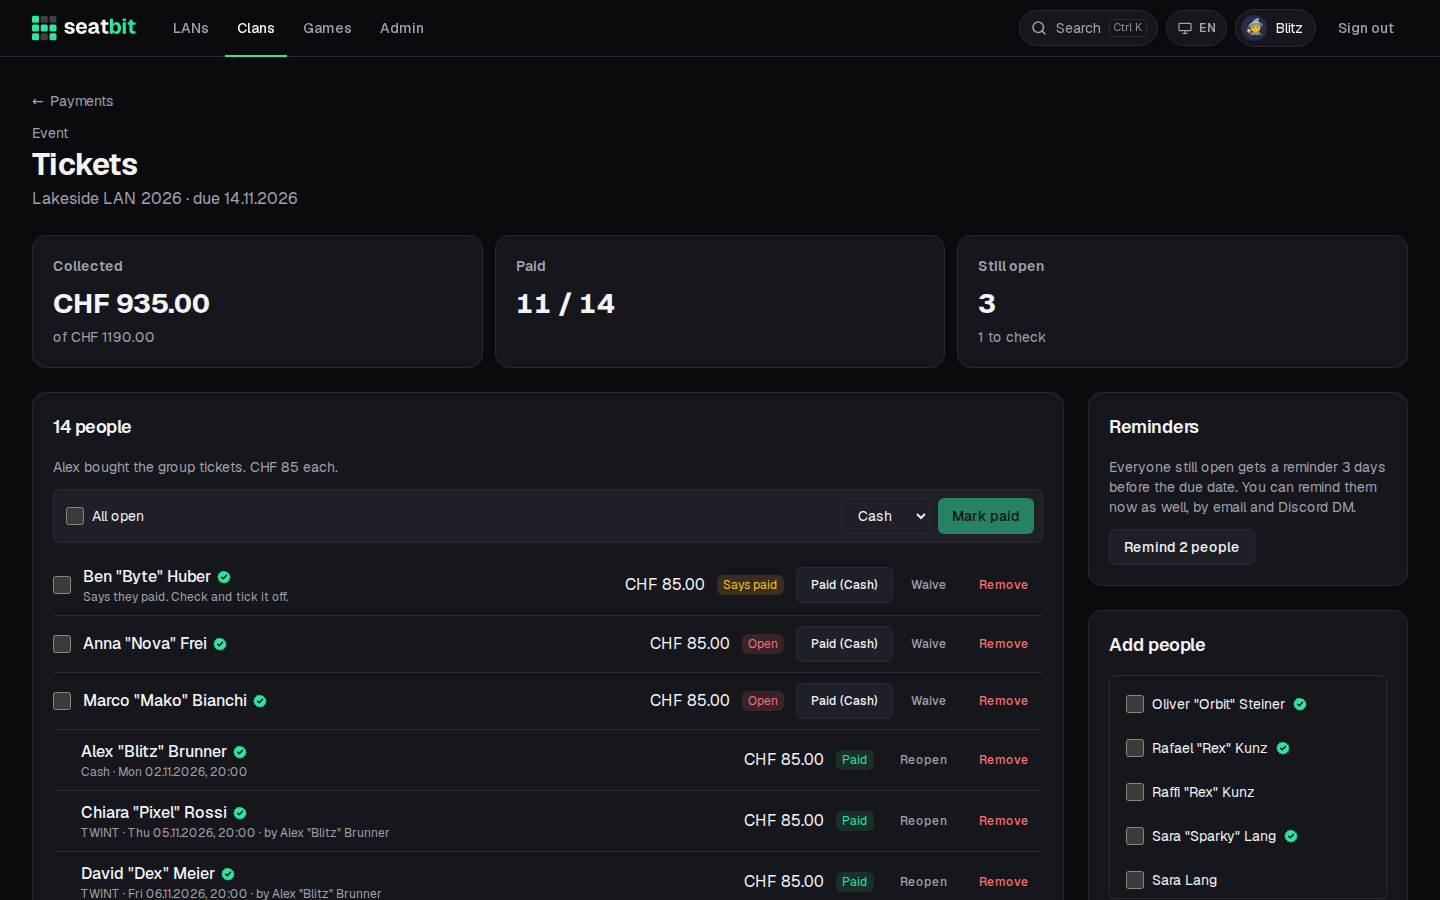 seatbit
LANs
Clans
Games
Admin
Search Ctrl K
EN
Blitz
Sign out
← Payments
Event
Tickets
Lakeside LAN 2026 · due 14.11.2026
Collected
CHF 935.00
of CHF 1190.00
Paid
11 / 14
Still open
3
1 to check
14 people
Alex bought the group tickets. CHF 85 each.
All open
Cash
Mark paid
Ben "Byte" Huber
Says they paid. Check and tick it off.
CHF 85.00 Says paid Paid (Cash) Waive Remove
Anna "Nova" Frei CHF 85.00 Open Paid (Cash) Waive Remove
Marco "Mako" Bianchi CHF 85.00 Open Paid (Cash) Waive Remove
Alex "Blitz" Brunner
Cash · Mon 02.11.2026, 20:00
CHF 85.00 Paid Reopen Remove
Chiara "Pixel" Rossi
TWINT · Thu 05.11.2026, 20:00 · by Alex "Blitz" Brunner
CHF 85.00 Paid Reopen Remove
David "Dex" Meier
TWINT · Fri 06.11.2026, 20:00 · by Alex "Blitz" Brunner
CHF 85.00 Paid Reopen Remove
Reminders
Everyone still open gets a reminder 3 days
before the due date. You can remind them
now as well, by email and Discord DM.
Remind 2 people
Add people
Oliver "Orbit" Steiner
Rafael "Rex" Kunz
Raffi "Rex" Kunz
Sara "Sparky" Lang
Sara Lang